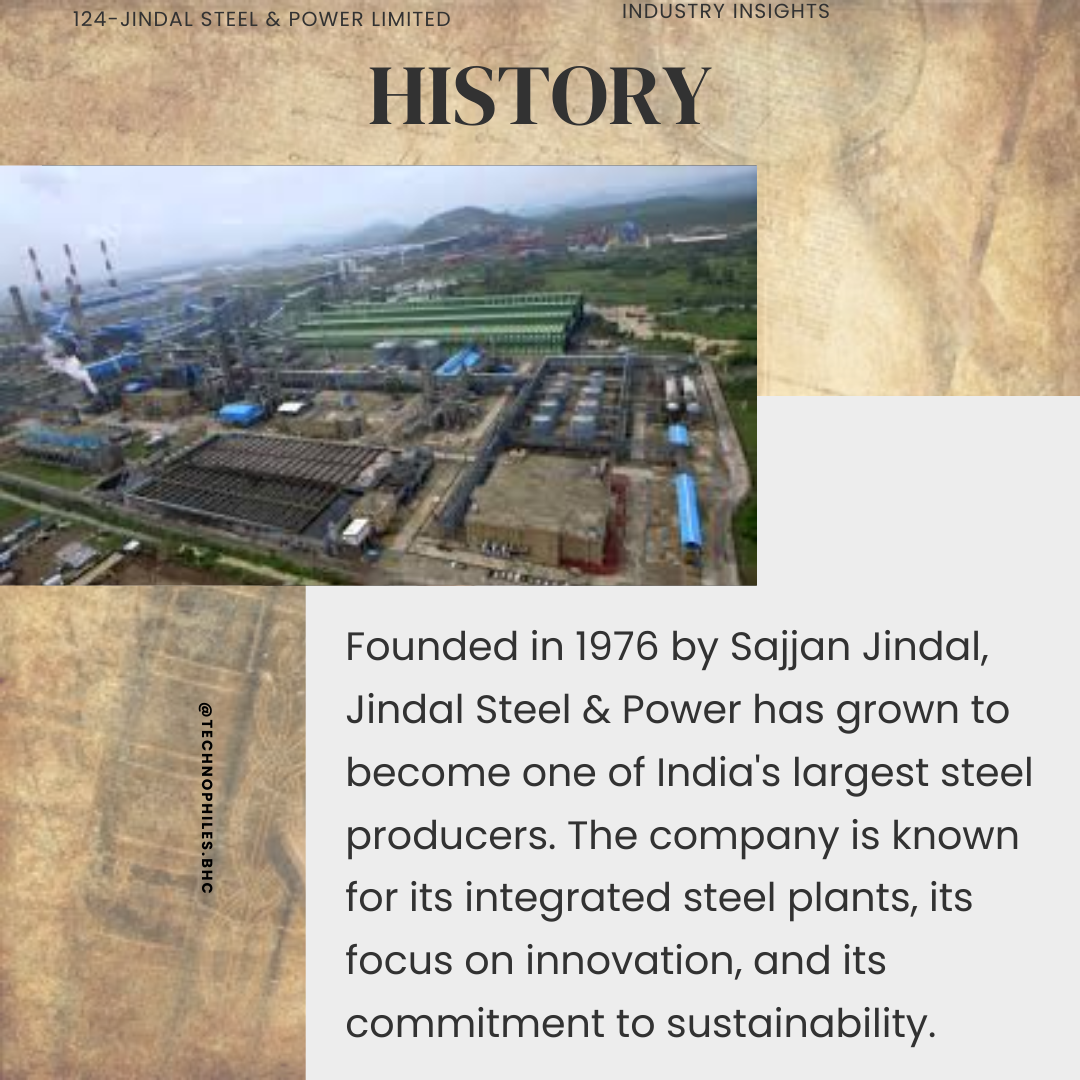 124-JINDAL STEEL & POWER LIMITED
INDUSTRY INSIGHTS
HISTORY
Founded in 1976 by Sajjan Jindal,
Jindal Steel & Power has grown to
become one of India's largest steel
producers. The company is known
for its integrated steel plants, its
focus on innovation, and its
commitment to sustainability.
@TECHNOPHILES.BHC